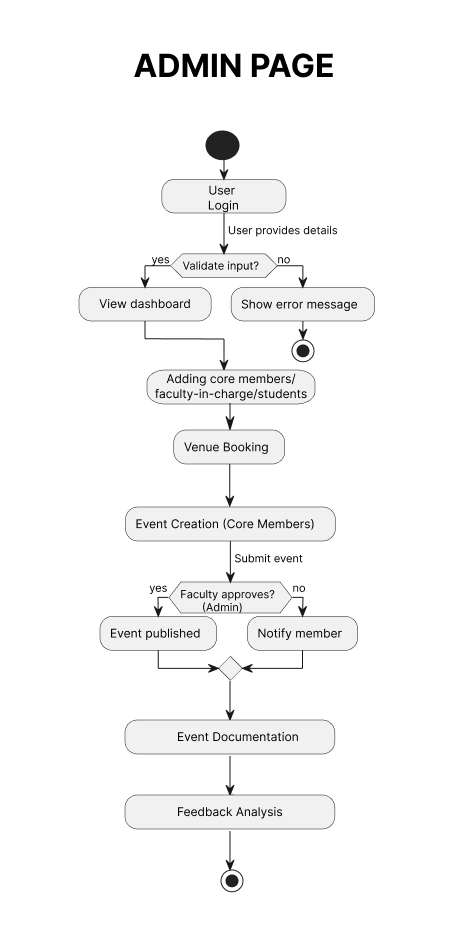 ADMIN PAGE
User
Login
User provides details
yes
Validate input?
no
View dashboard
Show error message
Adding core members/
faculty-in-charge/students
Venue Booking
Event Creation (Core Members)
Submit event
yes
Faculty approves?
(Admin)
no
Event published
Notify member
Event Documentation
Feedback Analysis